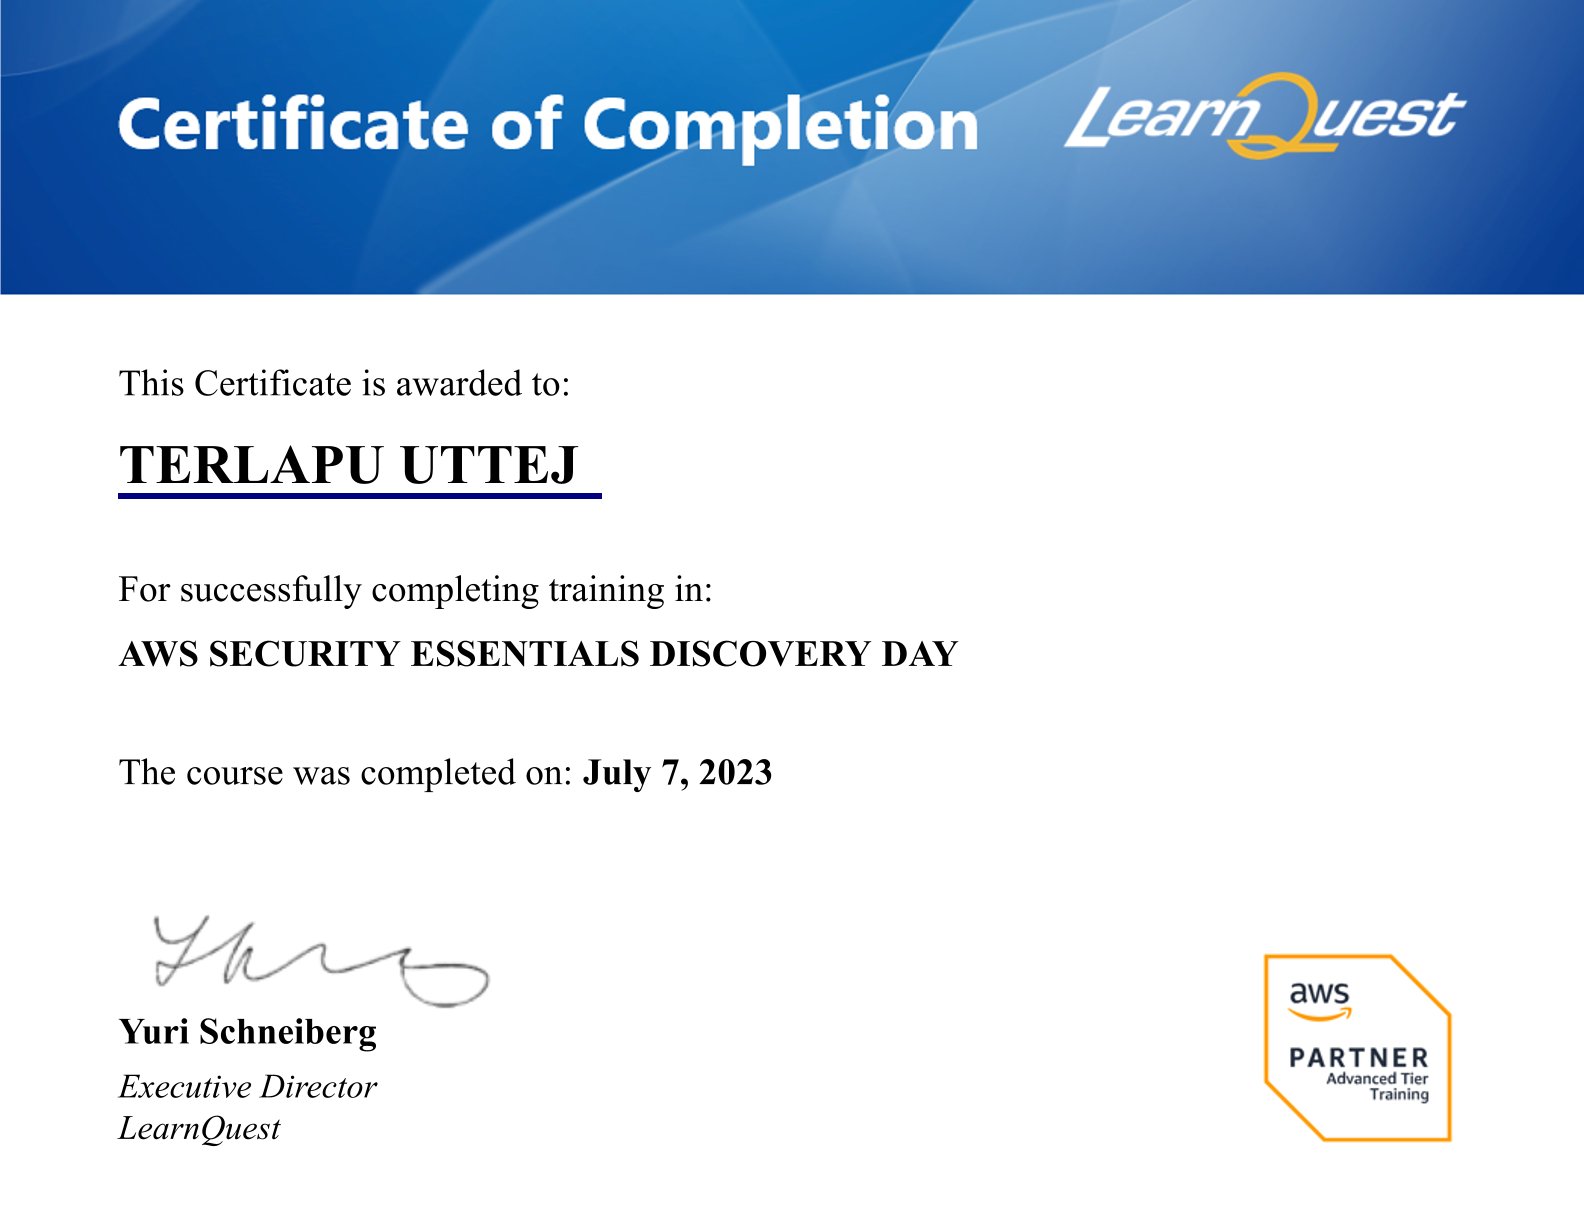 Certificate of Completion
LearnQuest
This Certificate is awarded to:
TERLAPU UTTEJ
For successfully completing training in:
AWS SECURITY ESSENTIALS DISCOVERY DAY
The course was completed on: July 7, 2023
Yuri Schneiberg
Executive Director
LearnQuest
aws
PARTNER
Advanced Tier
Training